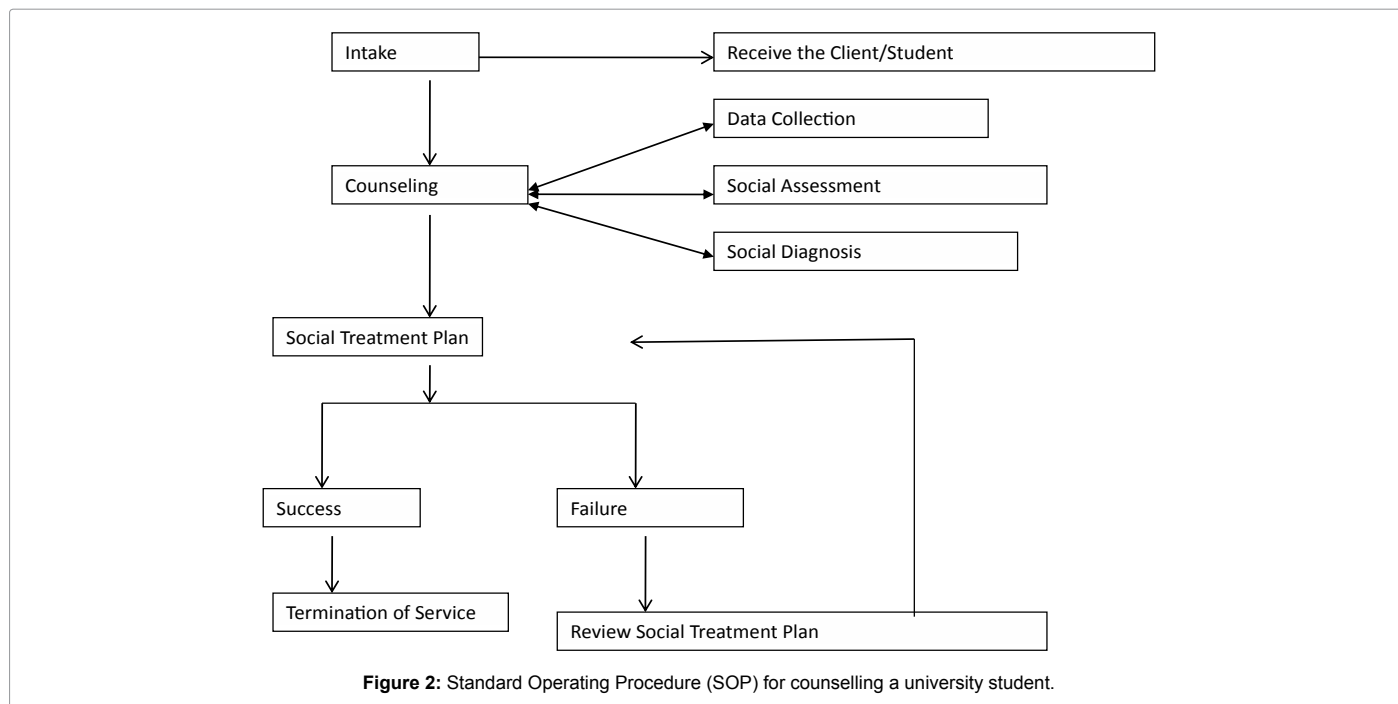 Intake
Receive the Client/Student
Data Collection
Counseling
Social Assessment
Social Diagnosis
Social Treatment Plan
Success
Failure
Termination of Service
Review Social Treatment Plan
Figure 2: Standard Operating Procedure (SOP) for counselling a university student.